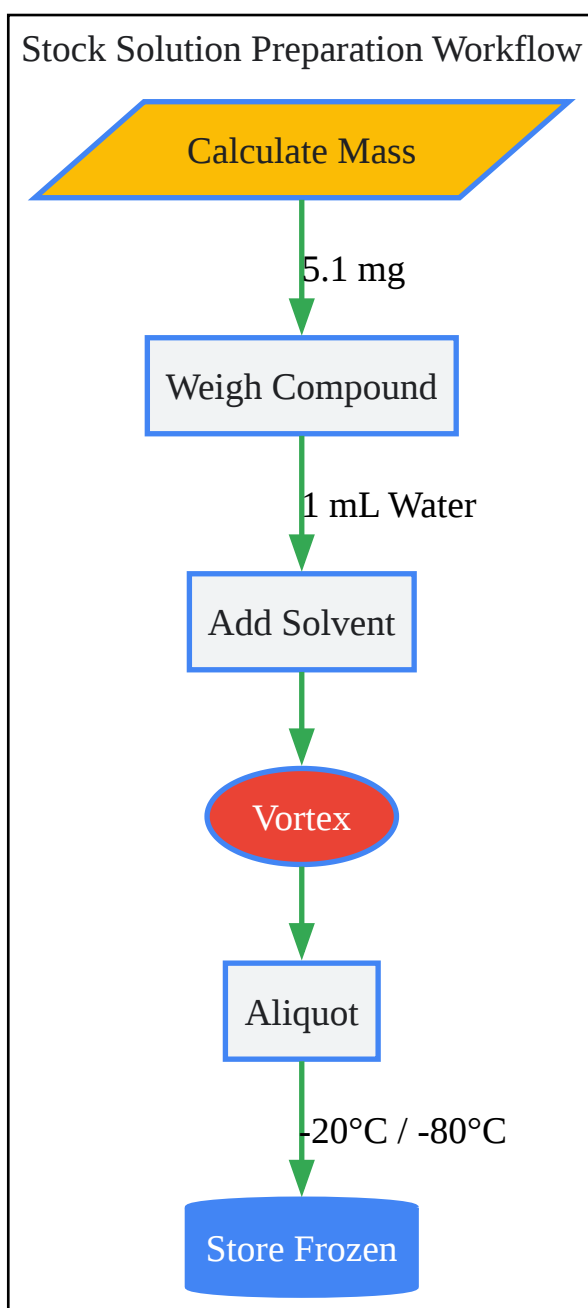 Stock Solution Preparation Workflow
Calculate Mass
5.1 mg
Weigh Compound
1 mL Water
Add Solvent
Vortex
Aliquot
-20°C / -80°C
Store Frozen